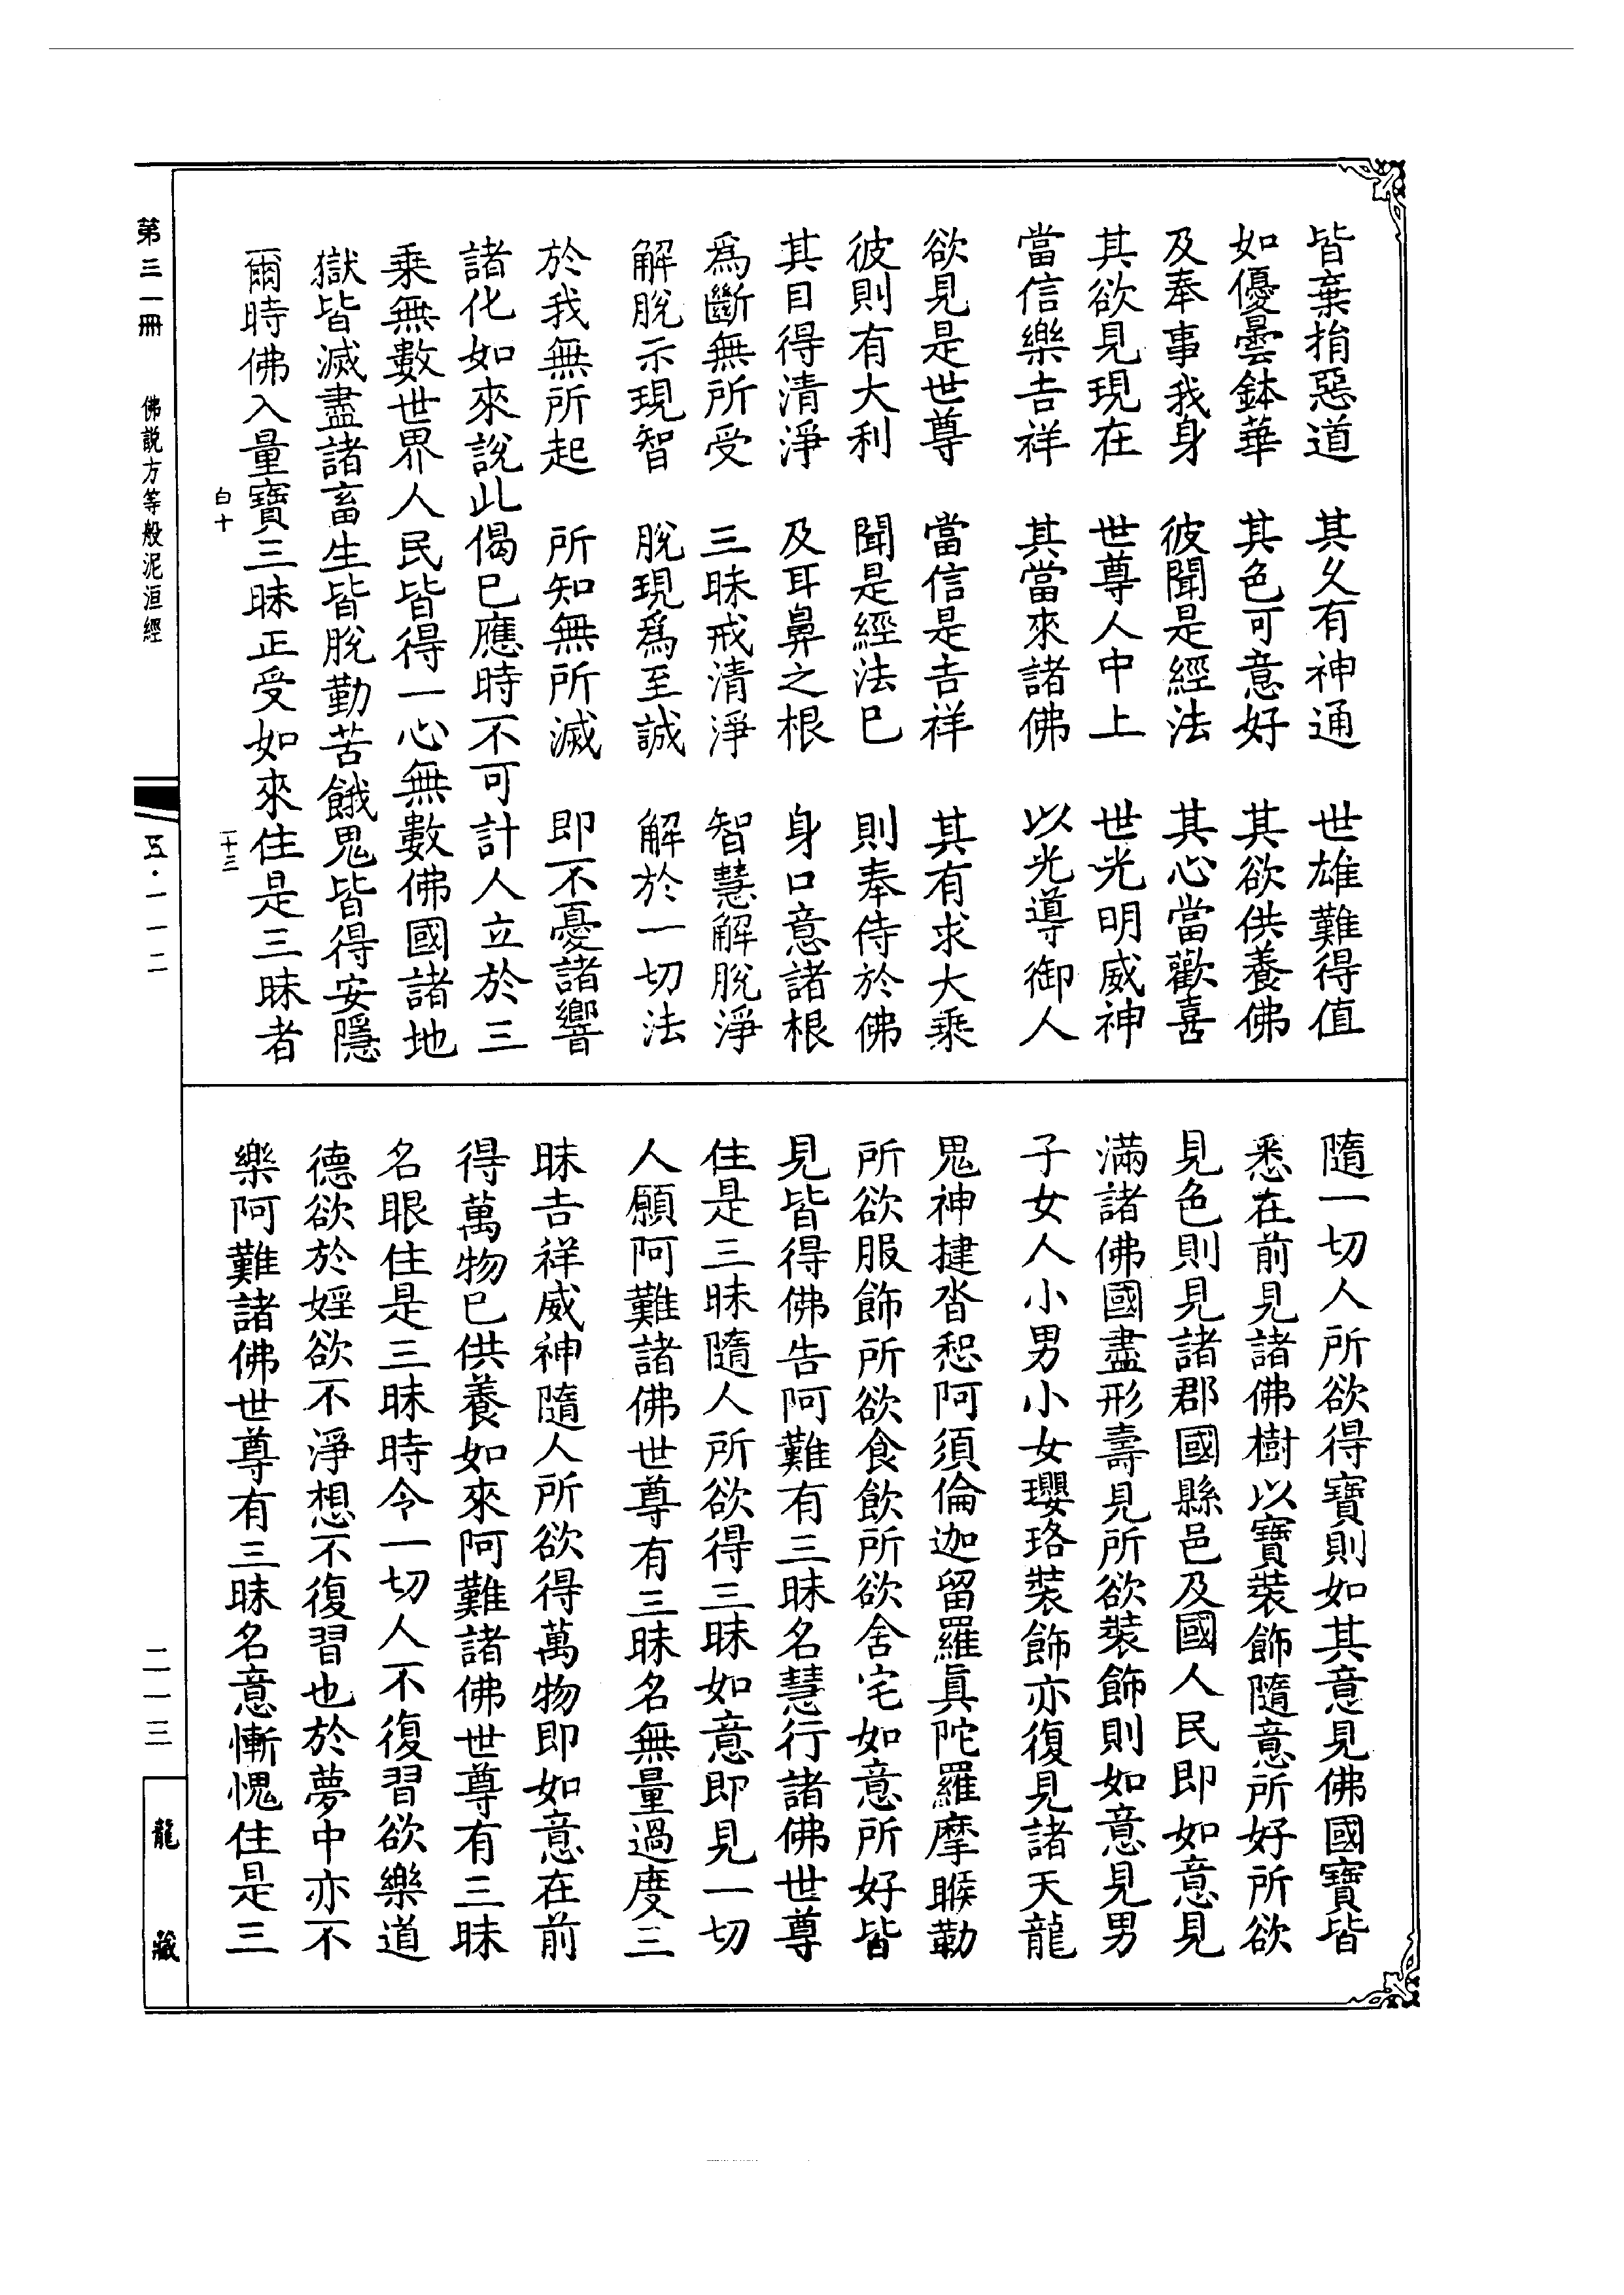 皆棄捐惡道　其久有神通　世雄難得值
如優曇鉢華　其色可意好　其欲供養佛
及奉事我身　彼聞是經法　其心當歡喜
其欲見現在　世尊人中上　世光明威神
當信樂吉祥　其當來諸佛　以光導御人
欲見是世尊　當信是吉祥　其有求大乘
彼則有大利　聞是經法已　則奉侍於佛
其目得清淨　及耳鼻之根　身口意諸根
為斷無所受　三昧戒清淨　智慧解脫淨
解脫示現智　脫現為至誠　解於一切法
於我無所起　所知無所滅　即不憂諸響
諸化如來說此偈已應時不可計人立於三
乘無數世界人民皆得一心無數佛國諸地
獄皆滅盡諸畜生皆脫勤苦餓鬼皆得安隱
爾時佛入量寶三昧正受如來住是三昧者
白十　十三
隨一切人所欲得寶則如其意見佛國寶皆
悉在前見諸佛樹以寶裝飾隨意所好所欲
見色則見諸郡國縣邑及國人民即如意見
滿諸佛國盡形壽見所欲裝飾則如意見男
子女人小男小女瓔珞裝飾亦復見諸天龍
鬼神揵沓惒阿須倫迦留羅真陀羅摩睺勒
所欲服飾所欲食飲所欲舍宅如意所好皆
見皆得佛告阿難有三昧名慧行諸佛世尊
住是三昧隨人所欲得三昧如意即見一切
人願阿難諸佛世尊有三昧名無量過度三
昧吉祥威神隨人所欲得萬物即如意在前
得萬物已供養如來阿難諸佛世尊有三昧
名眼住是三昧時令一切人不復習欲樂道
德欲於婬欲不淨想不復習也於夢中亦不
樂阿難諸佛世尊有三昧名意慚愧住是三
第三一冊　佛說方等般泥洹經　五·一一二　二一三　龍藏